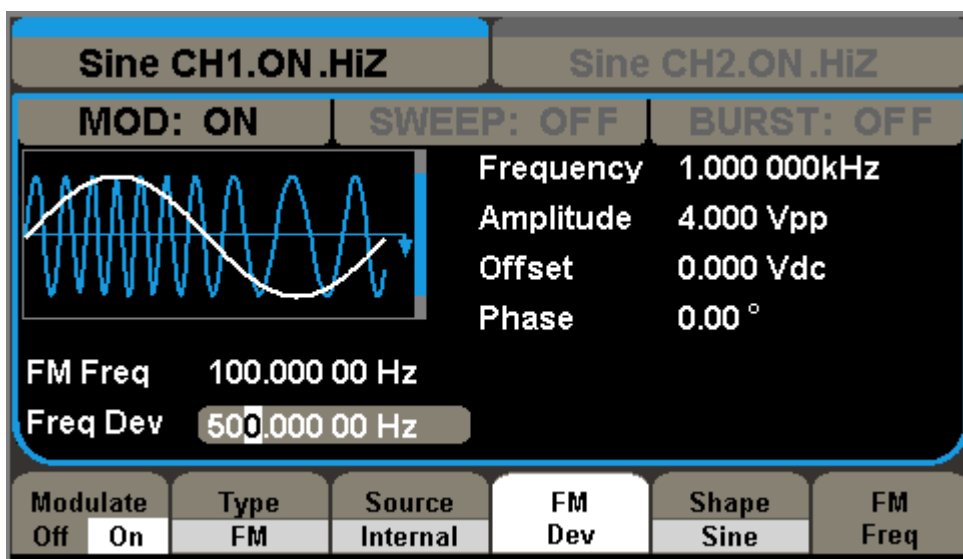 Sine CH1.ON.HiZ
Sine CH2.ON.HiZ
MOD: ON
SWEEP: OFF
BURST: OFF
Frequency 1.000 000kHz
Amplitude 4.000 Vpp
Offset 0.000 Vdc
Phase 0.00 °
FM Freq 100.000 00 Hz
Freq Dev 500.000 00 Hz
Modulate
Off On
Type
FM
Source
Internal
FM
Dev
Shape
Sine
FM
Freq